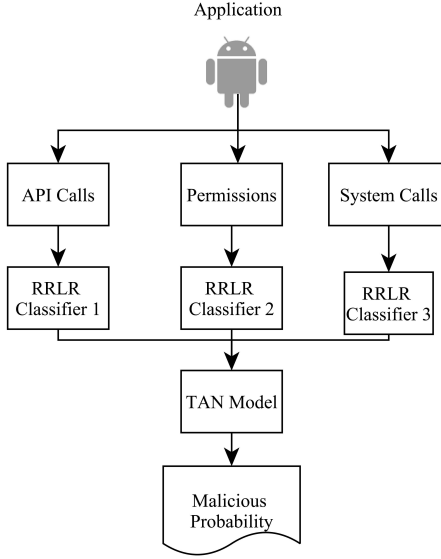 Application
API Calls
Permissions
System Calls
RRLR
Classifier 1
RRLR
Classifier 2
RRLR
Classifier 3
TAN Model
Malicious
Probability